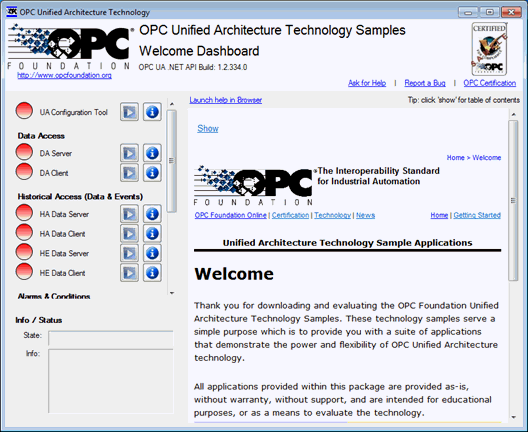 OPC Unified Architecture Technology
OPC Unified Architecture Technology Samples
Welcome Dashboard
OPC UA .NET API Build: 1.2.334.0
OPC
FOUNDATION
http://www.opcfoundation.org
CERTIFIED
Ask for Help | Report a Bug | OPC Certification
UA Configuration Tool
Data Access
DA Server
DA Client
Historical Access (Data & Events)
HA Data Server
HA Data Client
HE Data Server
HE Data Client
Alarms & Conditions
Info / Status
State:
Info:
Launch help in Browser
Tip: click 'show' for table of contents
Show
Home > Welcome
OPC
FOUNDATION
The Interoperability Standard
for Industrial Automation
OPC Foundation Online | Certification | Technology | News
Home | Getting Started
Unified Architecture Technology Sample Applications
Welcome
Thank you for downloading and evaluating the OPC Foundation Unified
Architecture Technology Samples. These technology samples serve a
simple purpose which is to provide you with a suite of applications
that demonstrate the power and flexibility of OPC Unified Architecture
technology.
All applications provided within this package are provided as-is,
without warranty, without support, and are intended for educational
purposes, or as a means to evaluate the technology.